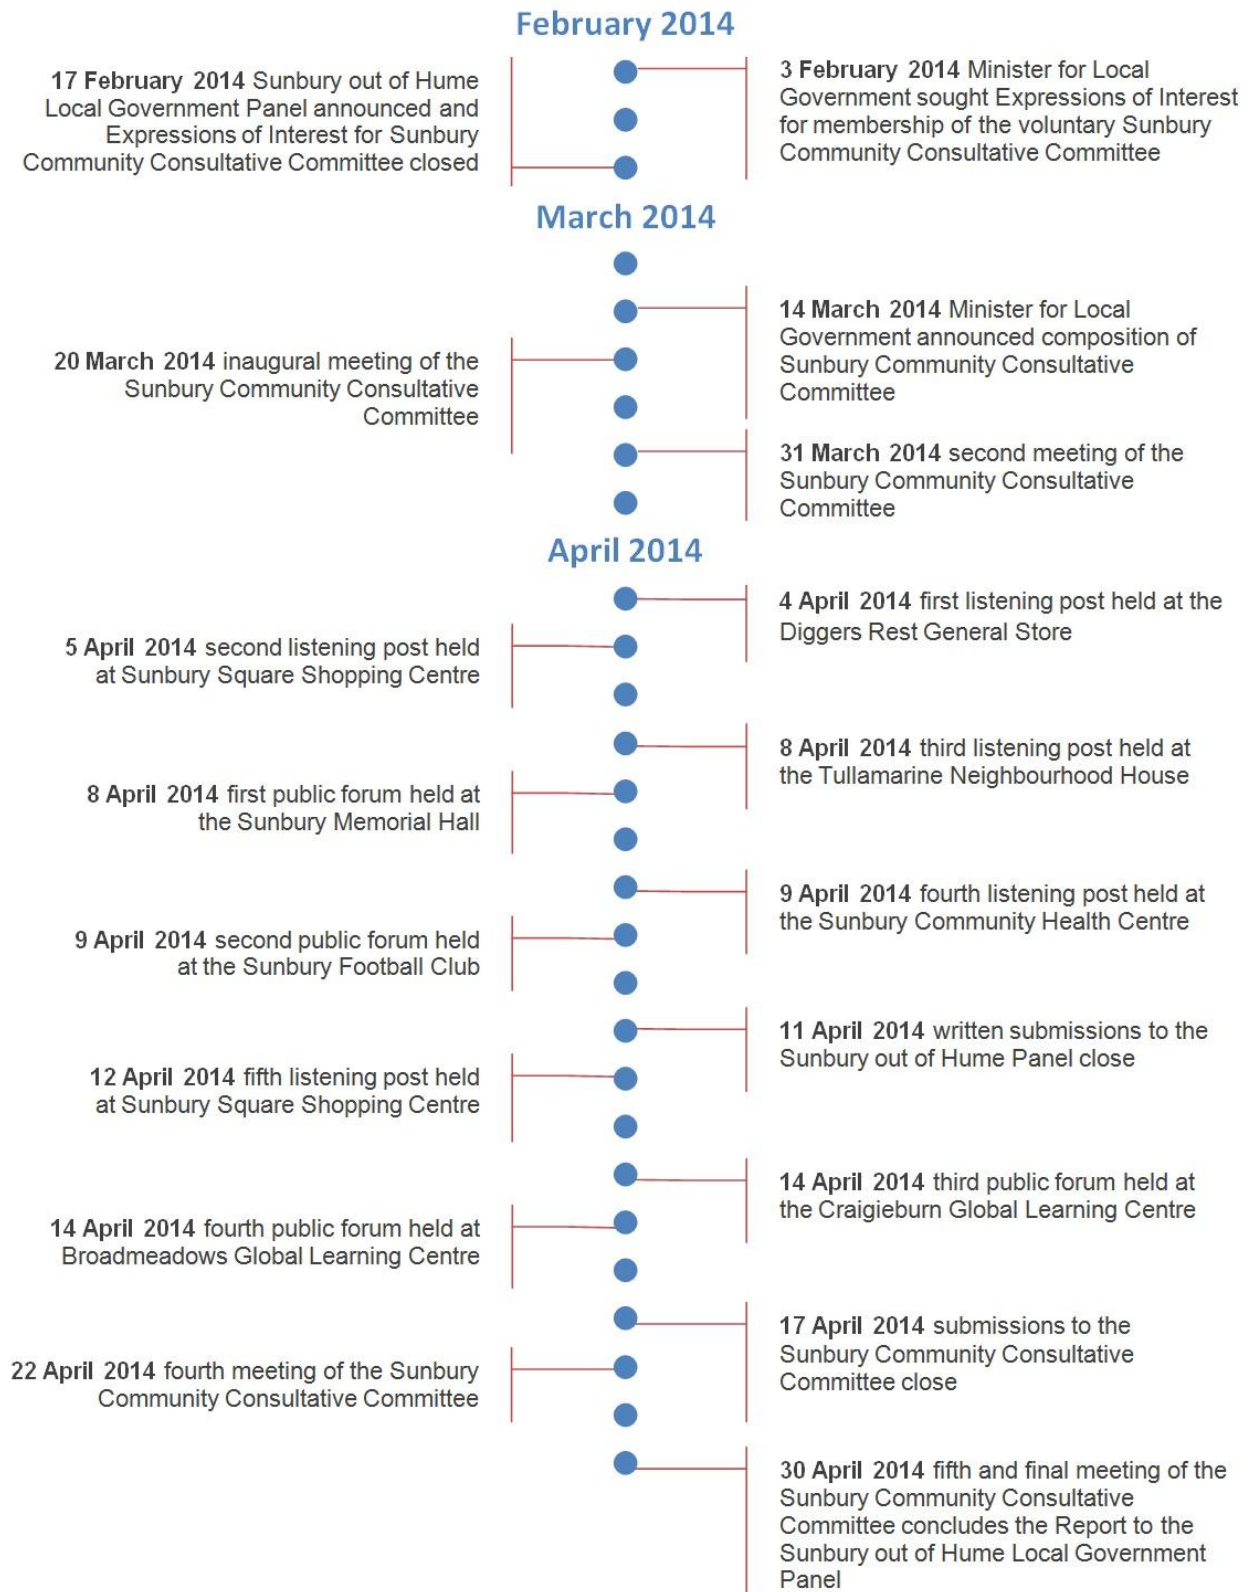 February 2014
3 February 2014 Minister for Local
Government sought Expressions of Interest
for membership of the voluntary Sunbury
Community Consultative Committee
17 February 2014 Sunbury out of Hume
Local Government Panel announced and
Expressions of Interest for Sunbury
Community Consultative Committee closed
March 2014
14 March 2014 Minister for Local
Government announced composition of
Sunbury Community Consultative
Committee
20 March 2014 inaugural meeting of the
Sunbury Community Consultative
Committee
31 March 2014 second meeting of the
Sunbury Community Consultative
Committee
April 2014
4 April 2014 first listening post held at the
Diggers Rest General Store
5 April 2014 second listening post held
at Sunbury Square Shopping Centre
8 April 2014 third listening post held at
the Tullamarine Neighbourhood House
8 April 2014 first public forum held at
the Sunbury Memorial Hall
9 April 2014 fourth listening post held at
the Sunbury Community Health Centre
9 April 2014 second public forum held
at the Sunbury Football Club
11 April 2014 written submissions to the
Sunbury out of Hume Panel close
12 April 2014 fifth listening post held
at Sunbury Square Shopping Centre
14 April 2014 third public forum held at
the Craigieburn Global Learning Centre
14 April 2014 fourth public forum held at
Broadmeadows Global Learning Centre
17 April 2014 submissions to the
Sunbury Community Consultative
Committee close
22 April 2014 fourth meeting of the Sunbury
Community Consultative Committee
30 April 2014 fifth and final meeting of the
Sunbury Community Consultative
Committee concludes the Report to the
Sunbury out of Hume Local Government
Panel